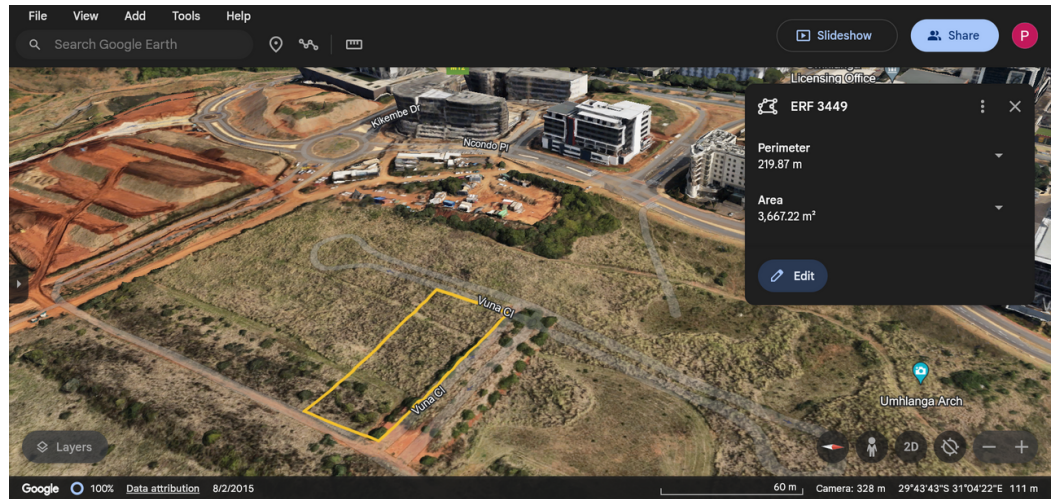 File View Add Tools Help
Search Google Earth
Slideshow
Share
P
Licensing Office
ERF 3449
Perimeter
219.87 m
Area
3,667.22 m²
Edit
Kikembe Dr
Ncondo Pl
Vuna Cl
Vuna Cl
Umhlanga Arch
Layers
2D
Google 100% Data attribution 8/2/2015
60 m Camera: 328 m 29°43'43"S 31°04'22"E 111 m